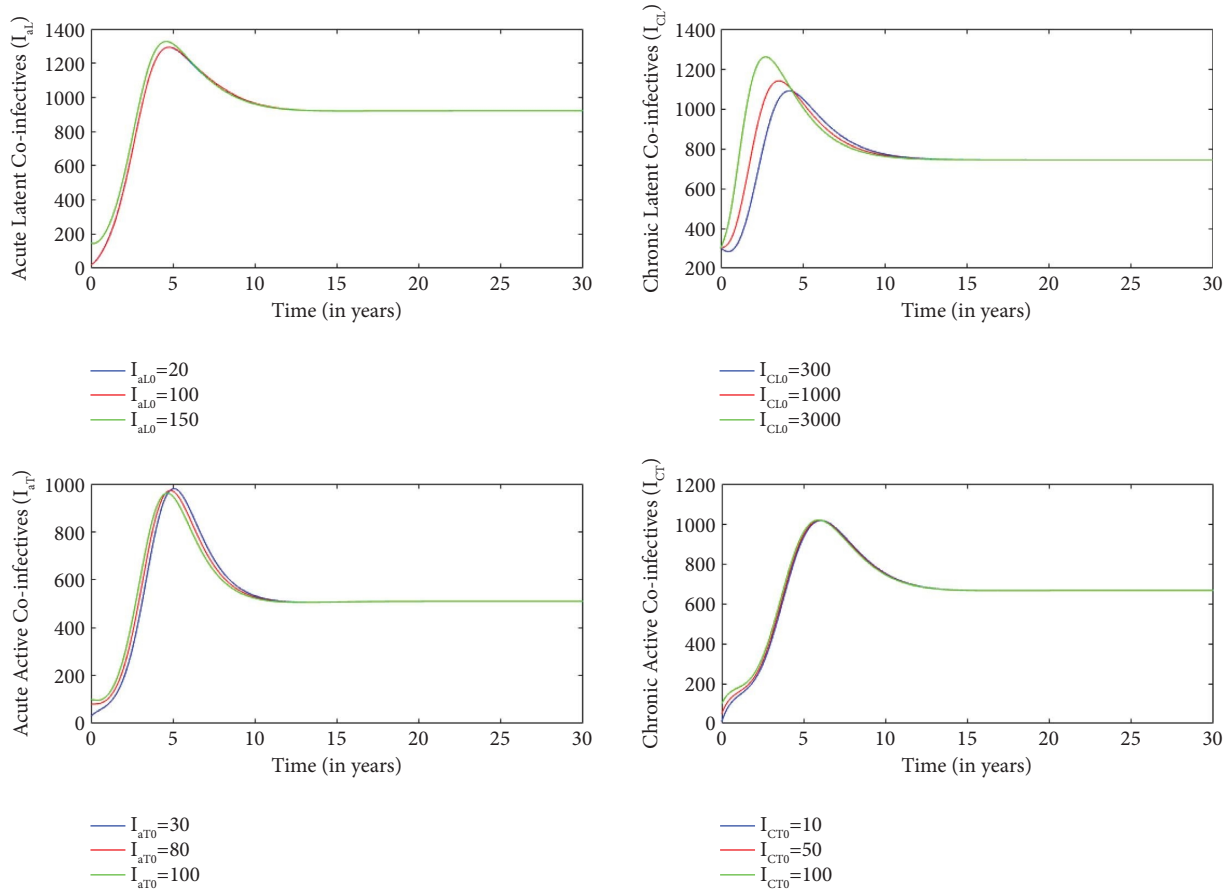 Acute Latent Co-infectives (I_aL)
1400
1200
1000
800
600
400
200
0
0 5 10 15 20 25 30
Time (in years)
I_aL0=20
I_aL0=100
I_aL0=150
Chronic Latent Co-infectives (I_CL)
1400
1200
1000
800
600
400
200
0 5 10 15 20 25 30
Time (in years)
I_CL0=300
I_CL0=1000
I_CL0=3000
Acute Active Co-infectives (I_aT)
1000
800
600
400
200
0
0 5 10 15 20 25 30
Time (in years)
I_aT0=30
I_aT0=80
I_aT0=100
Chronic Active Co-infectives (I_CT)
1200
1000
800
600
400
200
0
0 5 10 15 20 25 30
Time (in years)
I_CT0=10
I_CT0=50
I_CT0=100